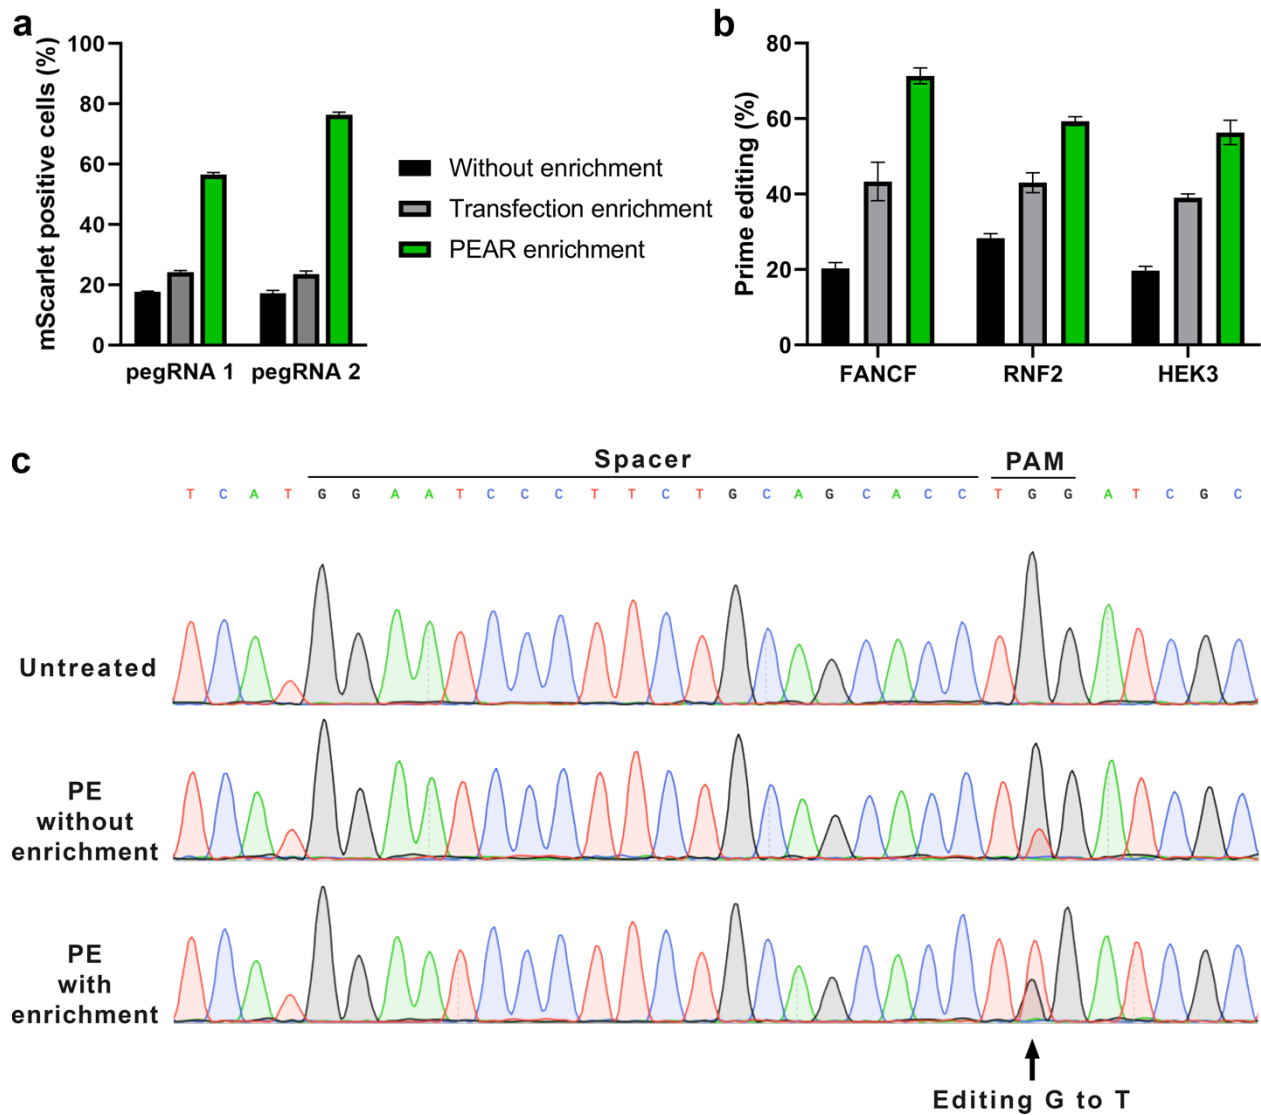 a
mScarlet positive cells (%)
100
80
60
40
20
0
pegRNA 1 pegRNA 2
Without enrichment
Transfection enrichment
PEAR enrichment
b
Prime editing (%)
80
60
40
20
0
FANCF RNF2 HEK3
c
Spacer PAM
T C A T G G A A T C C C T T C T G C A G C A C C T G G A T C G C
Untreated
PE
without
enrichment
PE
with
enrichment
Editing G to T